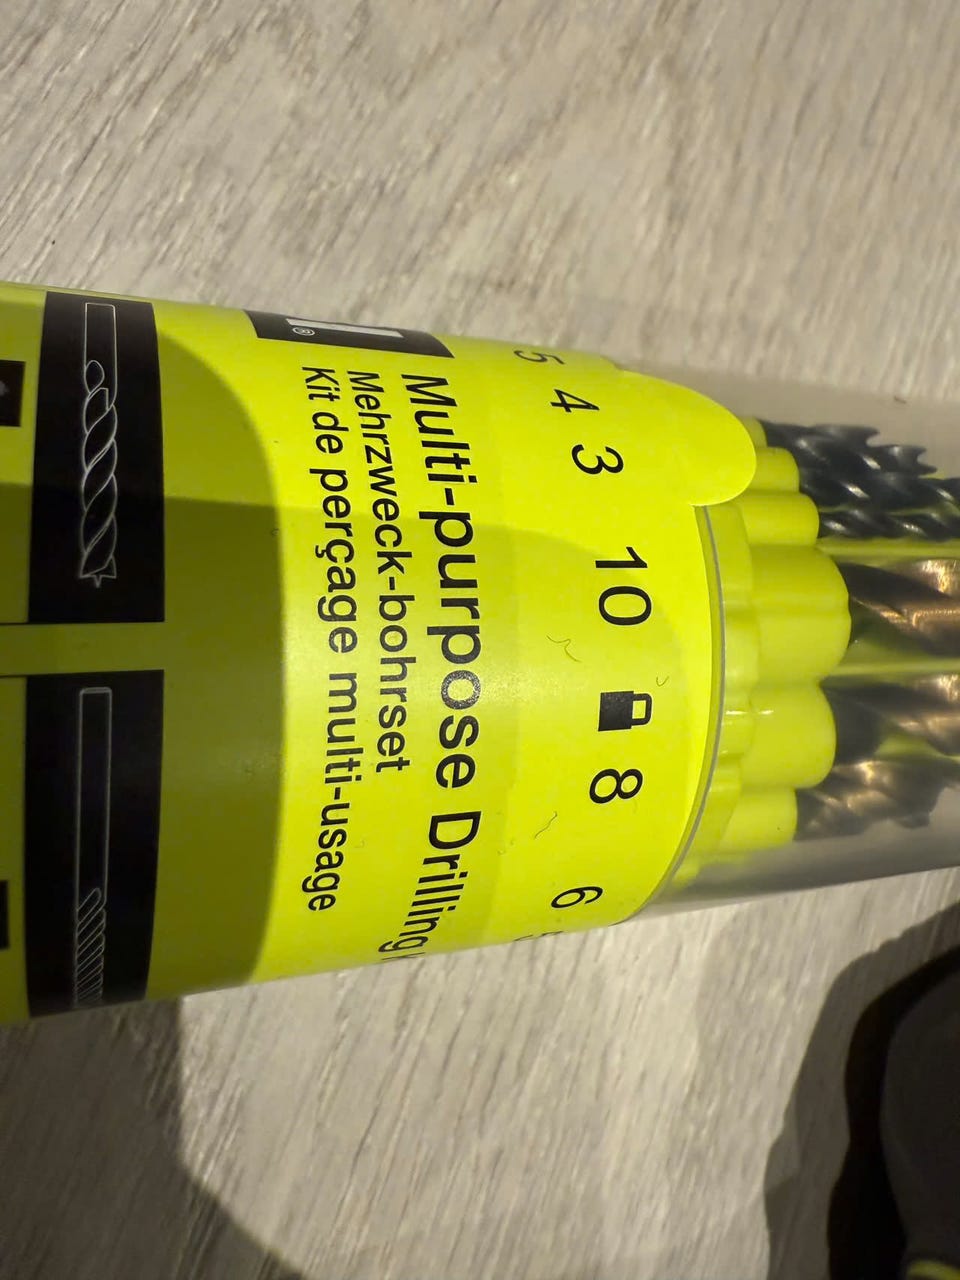 5 4 3 10 8 6
Multi-purpose Drilling
Mehrzweck-bohrset
Kit de perçage multi-usage
®